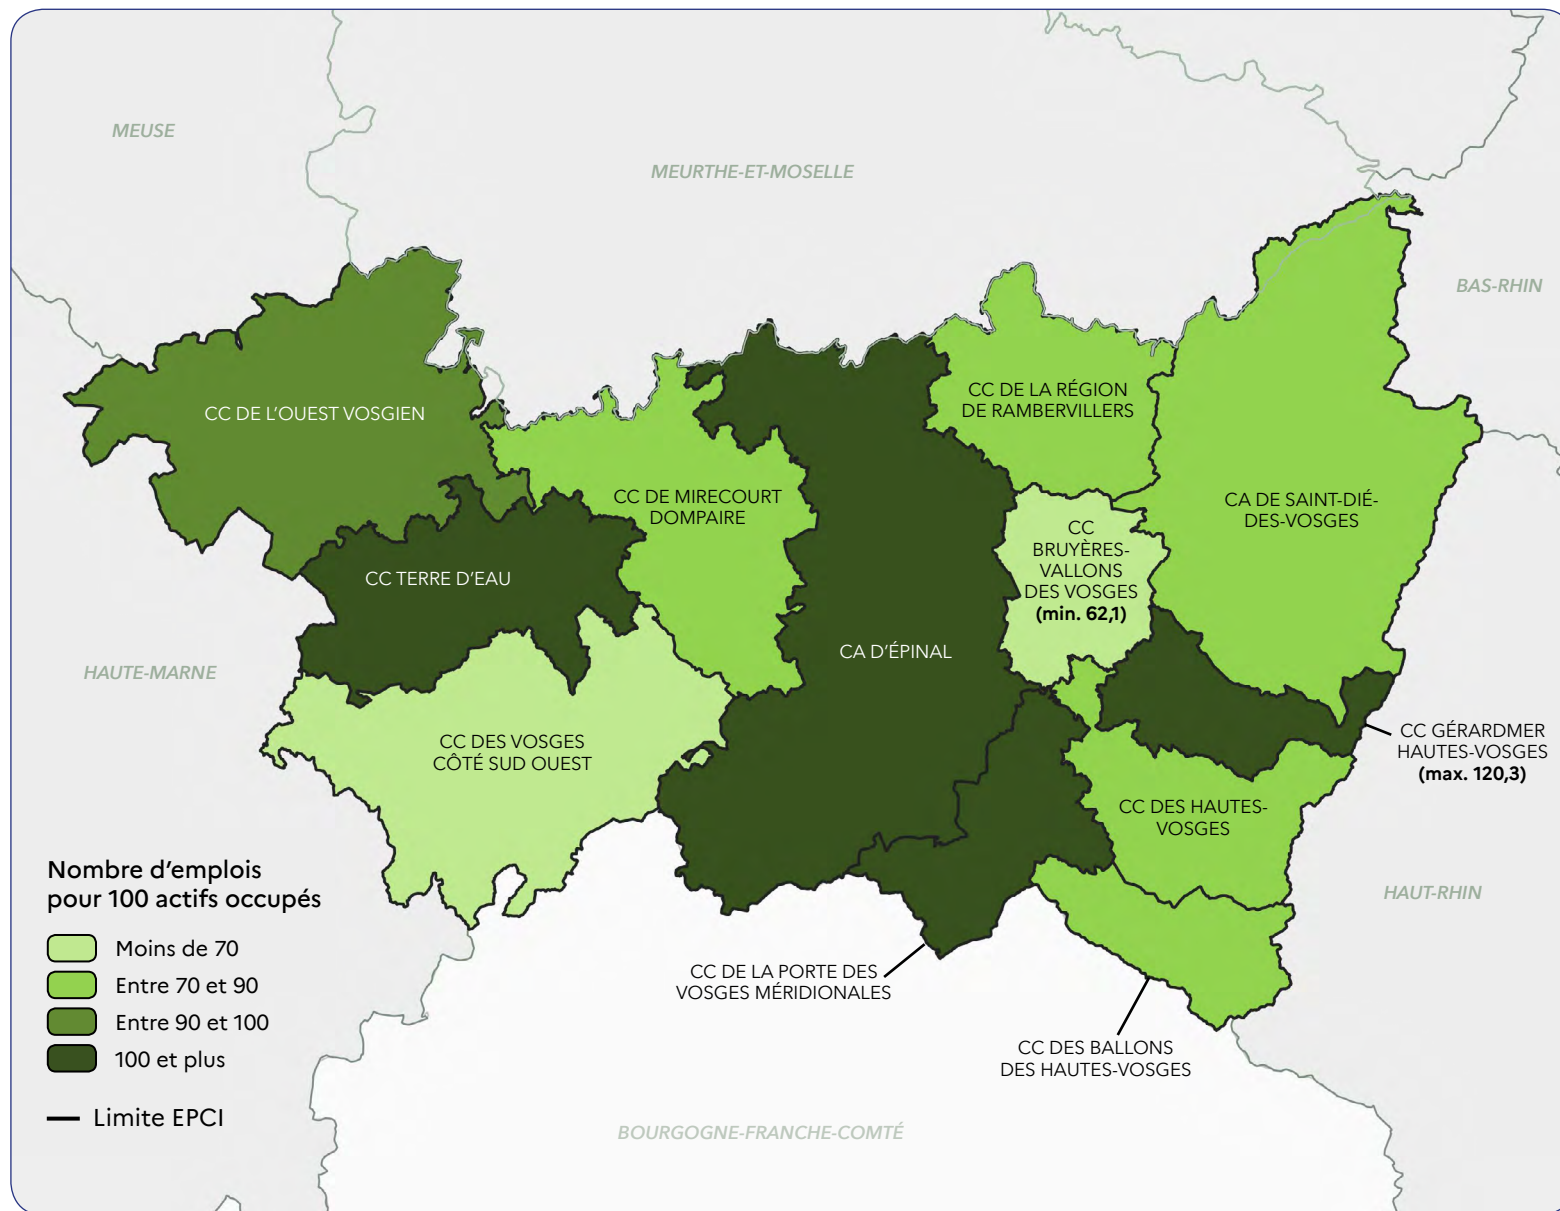 MEUSE
MEURTHE-ET-MOSELLE
BAS-RHIN
CC DE L'OUEST VOSGIEN
CC DE LA RÉGION
DE RAMBERVILLERS
CC DE MIRECOURT
DOMPAIRE
CA DE SAINT-DIÉ-
DES-VOSGES
CC
BRUYÈRES-
VALLONS
DES VOSGES
(min. 62,1)
CC TERRE D'EAU
CA D'ÉPINAL
HAUTE-MARNE
CC DES VOSGES
CÔTÉ SUD OUEST
CC GÉRARDMER
HAUTES-VOSGES
(max. 120,3)
CC DES HAUTES-
VOSGES
HAUT-RHIN
CC DE LA PORTE DES
VOSGES MÉRIDIONALES
CC DES BALLONS
DES HAUTES-VOSGES
BOURGOGNE-FRANCHE-COMTÉ
Nombre d'emplois
pour 100 actifs occupés
Moins de 70
Entre 70 et 90
Entre 90 et 100
100 et plus
Limite EPCI